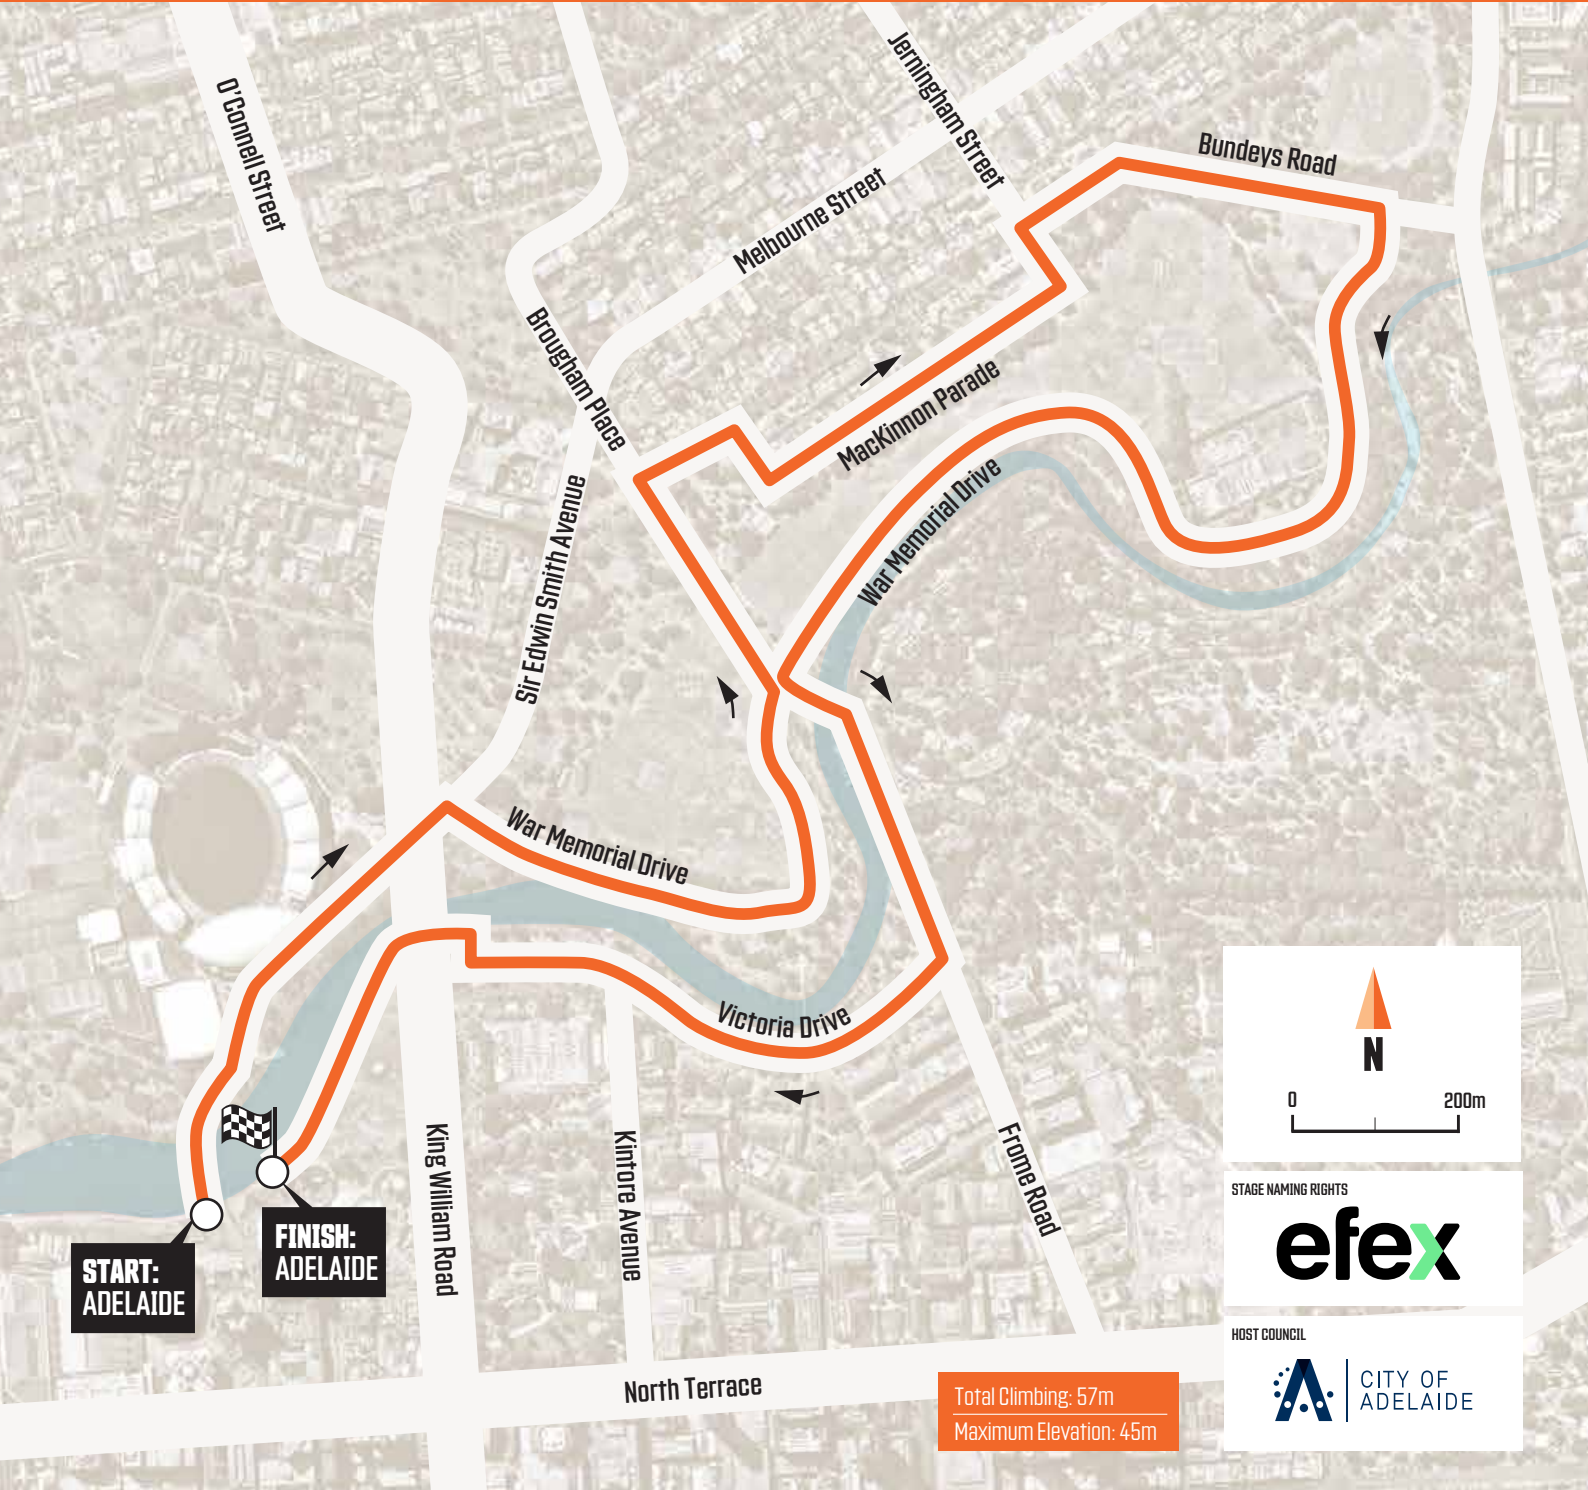 O'Connell Street
Jerningham Street
Bundeys Road
Melbourne Street
Brougham Place
MacKinnon Parade
War Memorial Drive
Sir Edwin Smith Avenue
War Memorial Drive
Victoria Drive
King William Road
Kintore Avenue
Frome Road
North Terrace
START:
ADELAIDE
FINISH:
ADELAIDE
N
0 200m
STAGE NAMING RIGHTS
efex
HOST COUNCIL
CITY OF
ADELAIDE
Total Climbing: 57m
Maximum Elevation: 45m